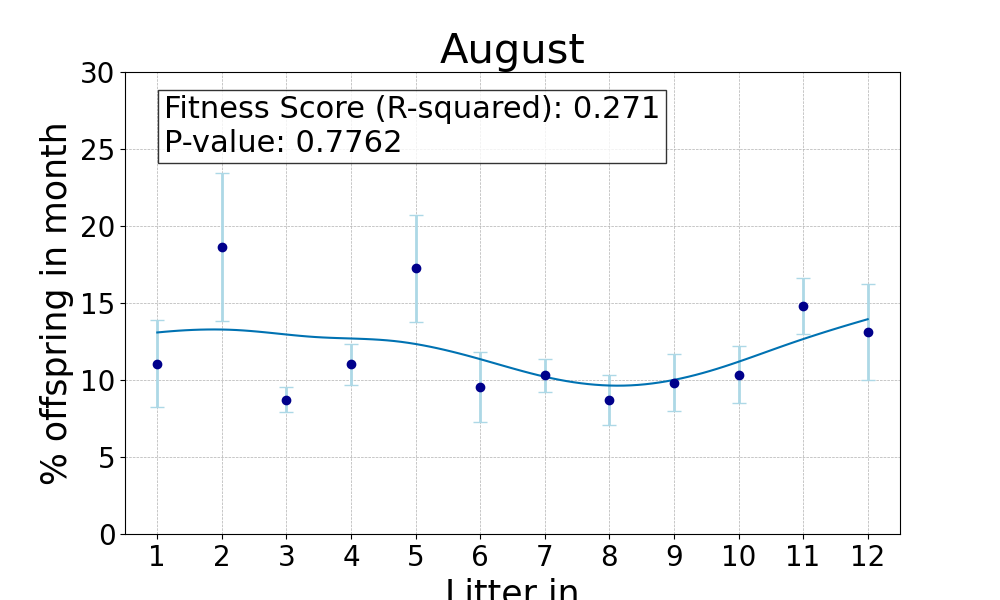 August
Fitness Score (R-squared): 0.271
P-value: 0.7762
% offspring in month
30
25
20
15
10
5
0
1 2 3 4 5 6 7 8 9 10 11 12
Litter in